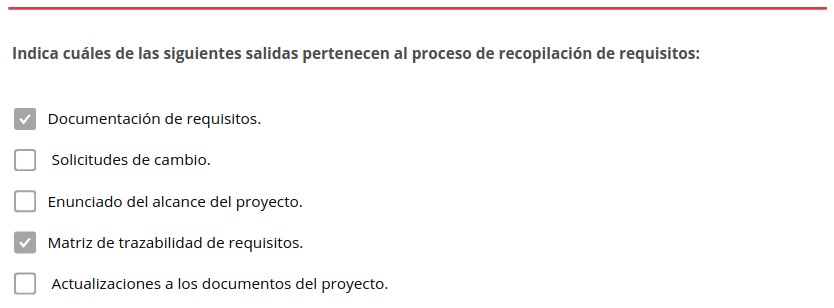 Indica cuáles de las siguientes salidas pertenecen al proceso de recopilación de requisitos:
Documentación de requisitos.
Solicitudes de cambio.
Enunciado del alcance del proyecto.
Matriz de trazabilidad de requisitos.
Actualizaciones a los documentos del proyecto.